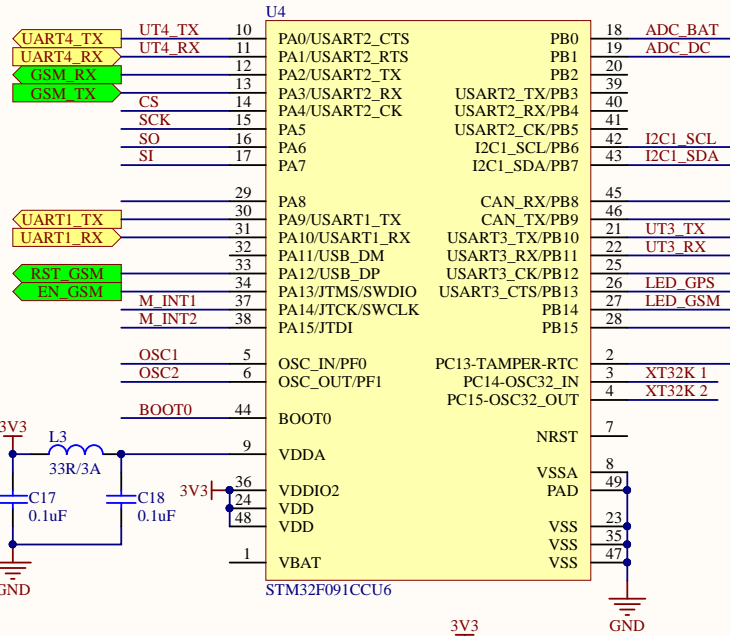 U4
UART4_TX UT4_TX 10 PA0/USART2_CTS PB0 18 ADC_BAT
UART4_RX UT4_RX 11 PA1/USART2_RTS PB1 19 ADC_DC
GSM_RX 12 PA2/USART2_TX PB2 20
GSM_TX 13 PA3/USART2_RX USART2_TX/PB3 39
CS 14 PA4/USART2_CK USART2_RX/PB4 40
SCK 15 PA5 USART2_CK/PB5 41
SO 16 PA6 I2C1_SCL/PB6 42 I2C1_SCL
SI 17 PA7 I2C1_SDA/PB7 43 I2C1_SDA
29 PA8 CAN_RX/PB8 45
UART1_TX 30 PA9/USART1_TX CAN_TX/PB9 46
UART1_RX 31 PA10/USART1_RX USART3_TX/PB10 21 UT3_TX
32 PA11/USB_DM USART3_RX/PB11 22 UT3_RX
RST_GSM 33 PA12/USB_DP USART3_CK/PB12 25
EN_GSM 34 PA13/JTMS/SWDIO USART3_CTS/PB13 26 LED_GPS
M_INT1 37 PA14/JTCK/SWCLK PB14 27 LED_GSM
M_INT2 38 PA15/JTDI PB15 28
OSC1 5 OSC_IN/PF0 PC13-TAMPER-RTC 2
OSC2 6 OSC_OUT/PF1 PC14-OSC32_IN 3 XT32K 1
PC15-OSC32_OUT 4 XT32K 2
BOOT0 44 BOOT0
NRST 7
3V3 L3 9 VDDA
33R/3A
VSSA 8
3V3 36 VDDIO2 PAD 49
C17 C18 24 VDD
0.1uF 0.1uF 48 VDD VSS 23
VSS 35
1 VBAT VSS 47
GND STM32F091CCU6
GND
3V3